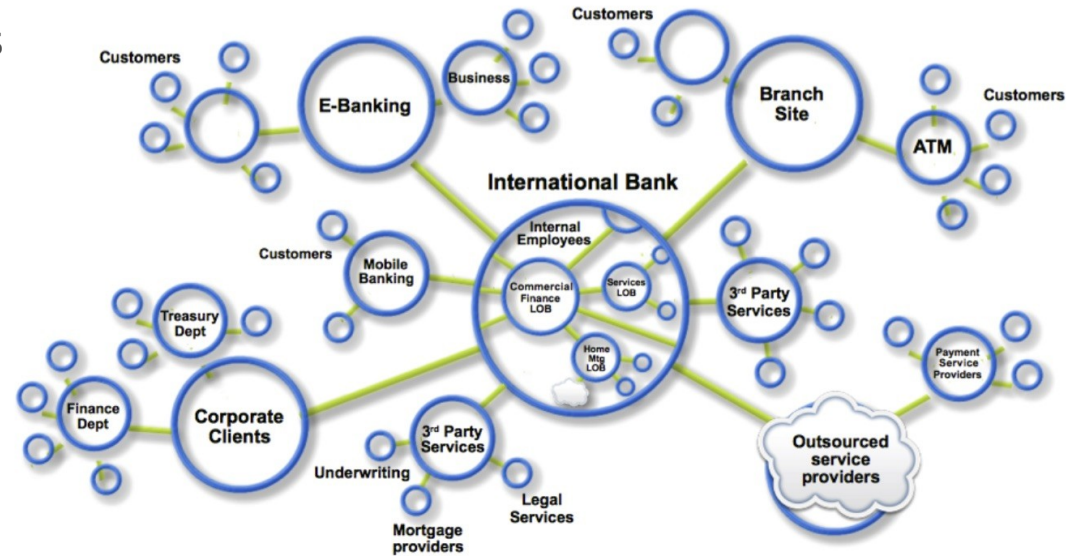 s
Customers
E-Banking
Business
Customers
Branch
Site
ATM
Customers
International Bank
Internal
Employees
Commercial
Finance
LOB
Services
LOB
Home
Mtg
LOB
Customers
Mobile
Banking
3rd Party
Services
Treasury
Dept
Finance
Dept
Corporate
Clients
3rd Party
Services
Underwriting
Mortgage
providers
Legal
Services
Payment
Service
Providers
Outsourced
service
providers